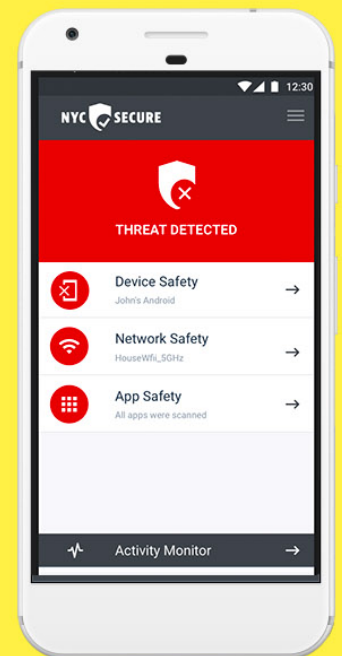 12:30
NYC SECURE
THREAT DETECTED
Device Safety
John's Android
Network Safety
HouseWfii_5GHz
App Safety
All apps were scanned
Activity Monitor